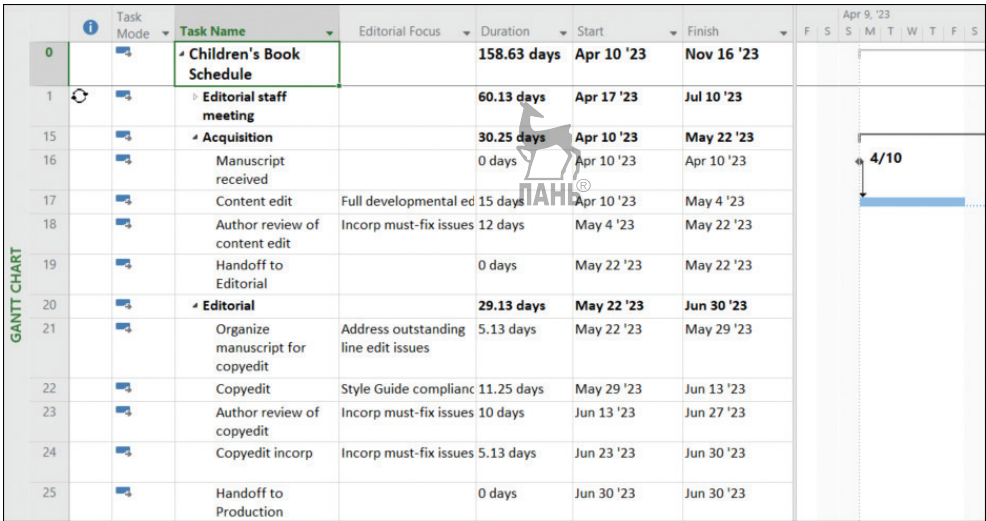 Apr 9, '23
Task Mode Task Name Editorial Focus Duration Start Finish F S S M T W T F S
0 Children's Book Schedule 158.63 days Apr 10 '23 Nov 16 '23
1 Editorial staff meeting 60.13 days Apr 17 '23 Jul 10 '23
15 Acquisition 30.25 days Apr 10 '23 May 22 '23
16 Manuscript received 0 days Apr 10 '23 Apr 10 '23 4/10
17 Content edit Full developmental ed 15 days Apr 10 '23 May 4 '23
18 Author review of content edit Incorp must-fix issues 12 days May 4 '23 May 22 '23
19 Handoff to Editorial 0 days May 22 '23 May 22 '23
20 Editorial 29.13 days May 22 '23 Jun 30 '23
21 Organize manuscript for copyedit Address outstanding line edit issues 5.13 days May 22 '23 May 29 '23
22 Copyedit Style Guide complianc 11.25 days May 29 '23 Jun 13 '23
23 Author review of copyedit Incorp must-fix issues 10 days Jun 13 '23 Jun 27 '23
24 Copyedit incorp Incorp must-fix issues 5.13 days Jun 23 '23 Jun 30 '23
25 Handoff to Production 0 days Jun 30 '23 Jun 30 '23
GANTT CHART
ЛАНЬ®